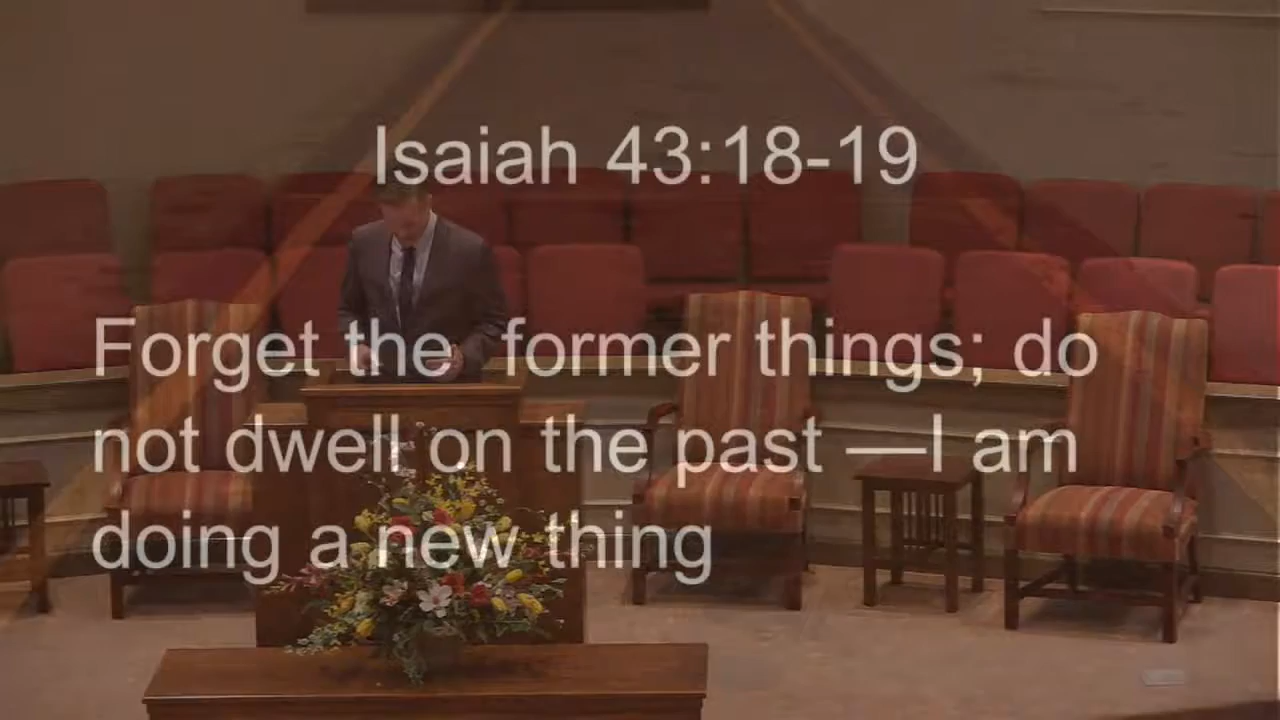 Isaiah 43:18-19
Forget the former things; do
not dwell on the past —I am
doing a new thing